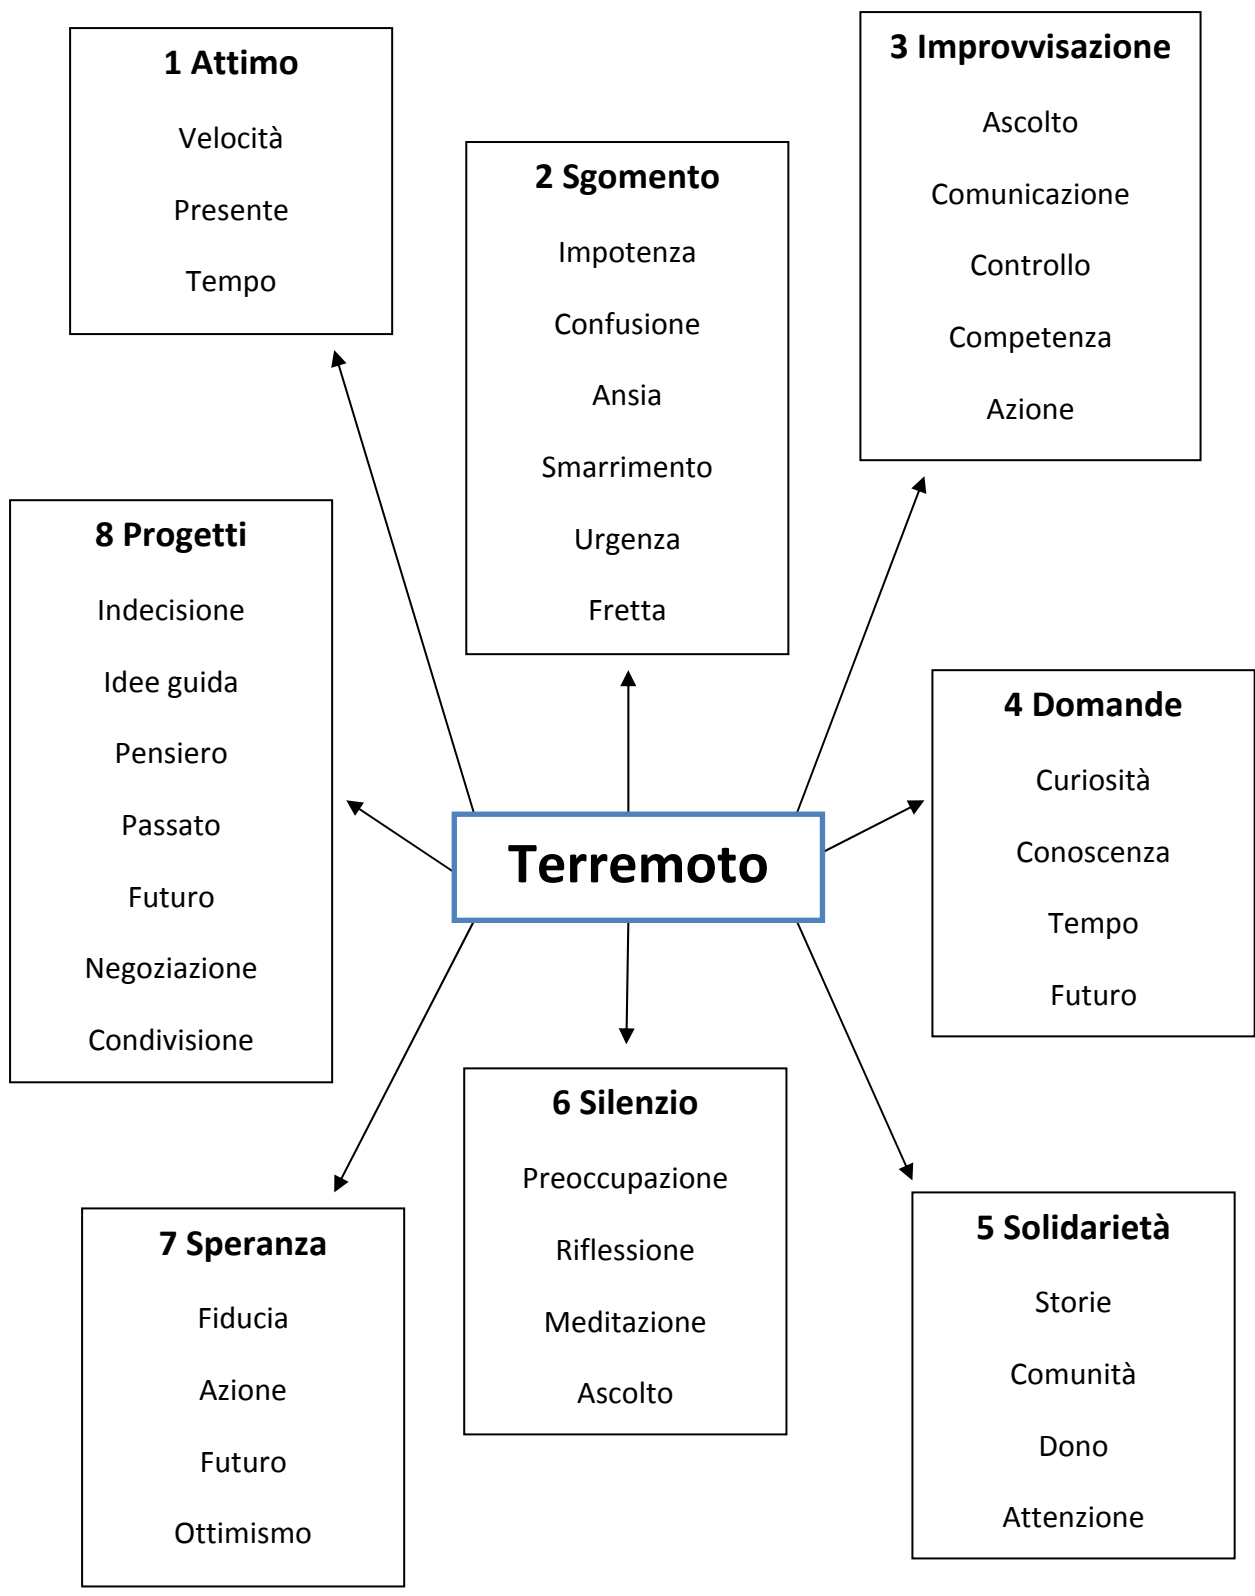 1 Attimo
Velocità
Presente
Tempo
2 Sgomento
Impotenza
Confusione
Ansia
Smarrimento
Urgenza
Fretta
3 Improvvisazione
Ascolto
Comunicazione
Controllo
Competenza
Azione
8 Progetti
Indecisione
Idee guida
Pensiero
Passato
Futuro
Negoziazione
Condivisione
Terremoto
4 Domande
Curiosità
Conoscenza
Tempo
Futuro
7 Speranza
Fiducia
Azione
Futuro
Ottimismo
6 Silenzio
Preoccupazione
Riflessione
Meditazione
Ascolto
5 Solidarietà
Storie
Comunità
Dono
Attenzione